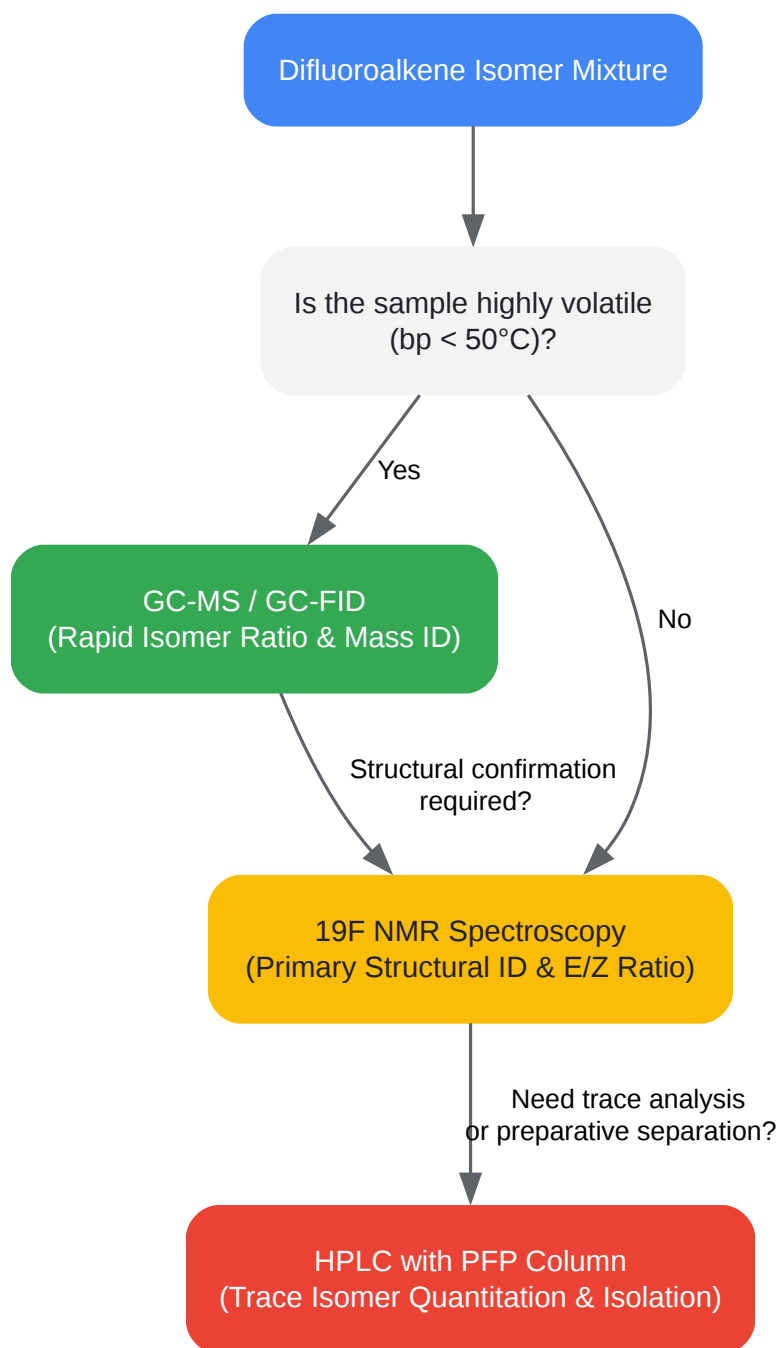 Difluoroalkene Isomer Mixture
Is the sample highly volatile
(bp < 50°C)?
Yes
GC-MS / GC-FID
(Rapid Isomer Ratio & Mass ID)
No
Structural confirmation
required?
19F NMR Spectroscopy
(Primary Structural ID & E/Z Ratio)
Need trace analysis
or preparative separation?
HPLC with PFP Column
(Trace Isomer Quantitation & Isolation)